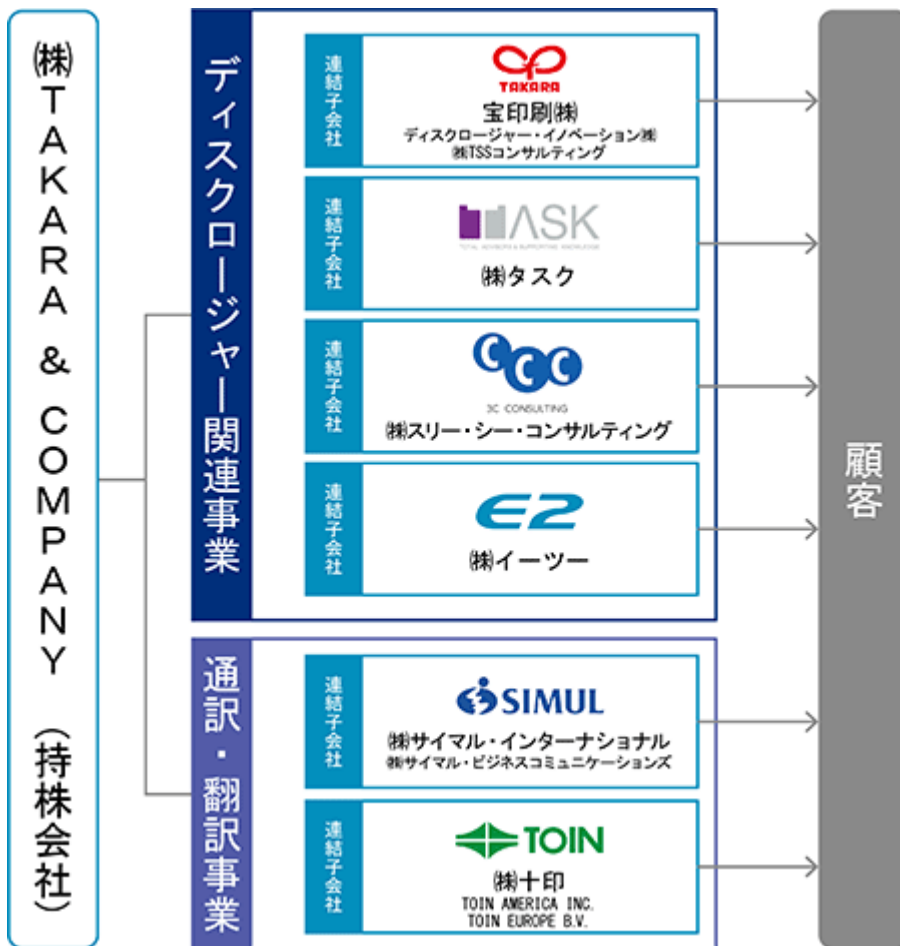 ㈱TAKARA & COMPANY (持株会社)
ディスクロージャー関連事業
連結子会社
TAKARA
宝印刷㈱
ディスクロージャー・イノベーション㈱
㈱TSSコンサルティング
連結子会社
TASK
TOTAL ADVISORS & SUPPORTING KNOWLEDGE
㈱タスク
連結子会社
CCC
3C CONSULTING
㈱スリー・シー・コンサルティング
連結子会社
E2
㈱イーツー
通訳・翻訳事業
連結子会社
SIMUL
㈱サイマル・インターナショナル
㈱サイマル・ビジネスコミュニケーションズ
連結子会社
TOIN
㈱十印
TOIN AMERICA INC.
TOIN EUROPE B.V.
顧客